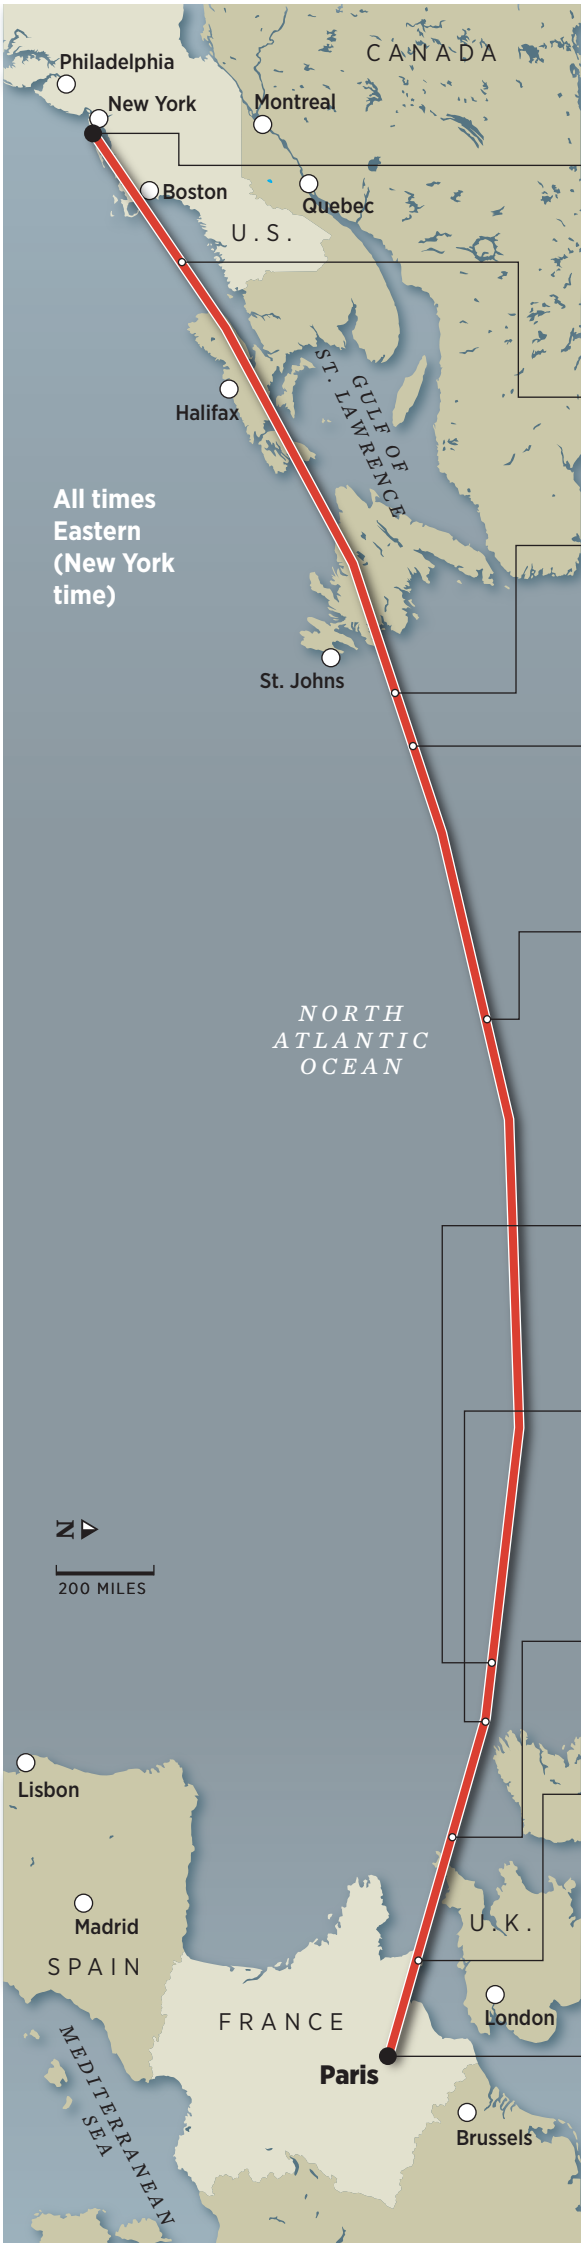 CANADA
Philadelphia
New York
Montreal
Boston
Quebec
U.S.
GULF OF
ST. LAWRENCE
Halifax
All times
Eastern
(New York
time)
St. Johns
NORTH
ATLANTIC
OCEAN
N
200 MILES
Lisbon
Madrid
SPAIN
U.K.
London
FRANCE
Paris
MEDITERRANEAN
SEA
Brussels